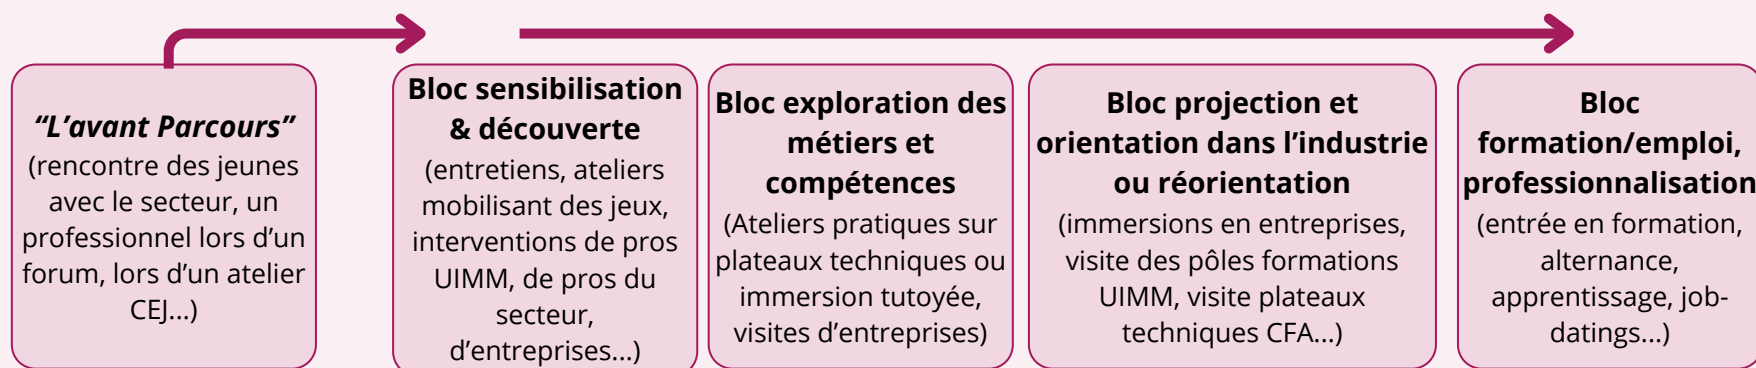 “L’avant Parcours”
(rencontre des jeunes
avec le secteur, un
professionnel lors d’un
forum, lors d’un atelier
CEJ...)
Bloc sensibilisation
& découverte
(entretiens, ateliers
mobilisant des jeux,
interventions de pros
UIMM, de pros du
secteur,
d’entreprises...)
Bloc exploration des
métiers et
compétences
(Ateliers pratiques sur
plateaux techniques ou
immersion tutoyée,
visites d’entreprises)
Bloc projection et
orientation dans l’industrie
ou réorientation
(immersions en entreprises,
visite des pôles formations
UIMM, visite plateaux
techniques CFA...)
Bloc
formation/emploi,
professionnalisation
(entrée en formation,
alternance,
apprentissage, job-
datings...)